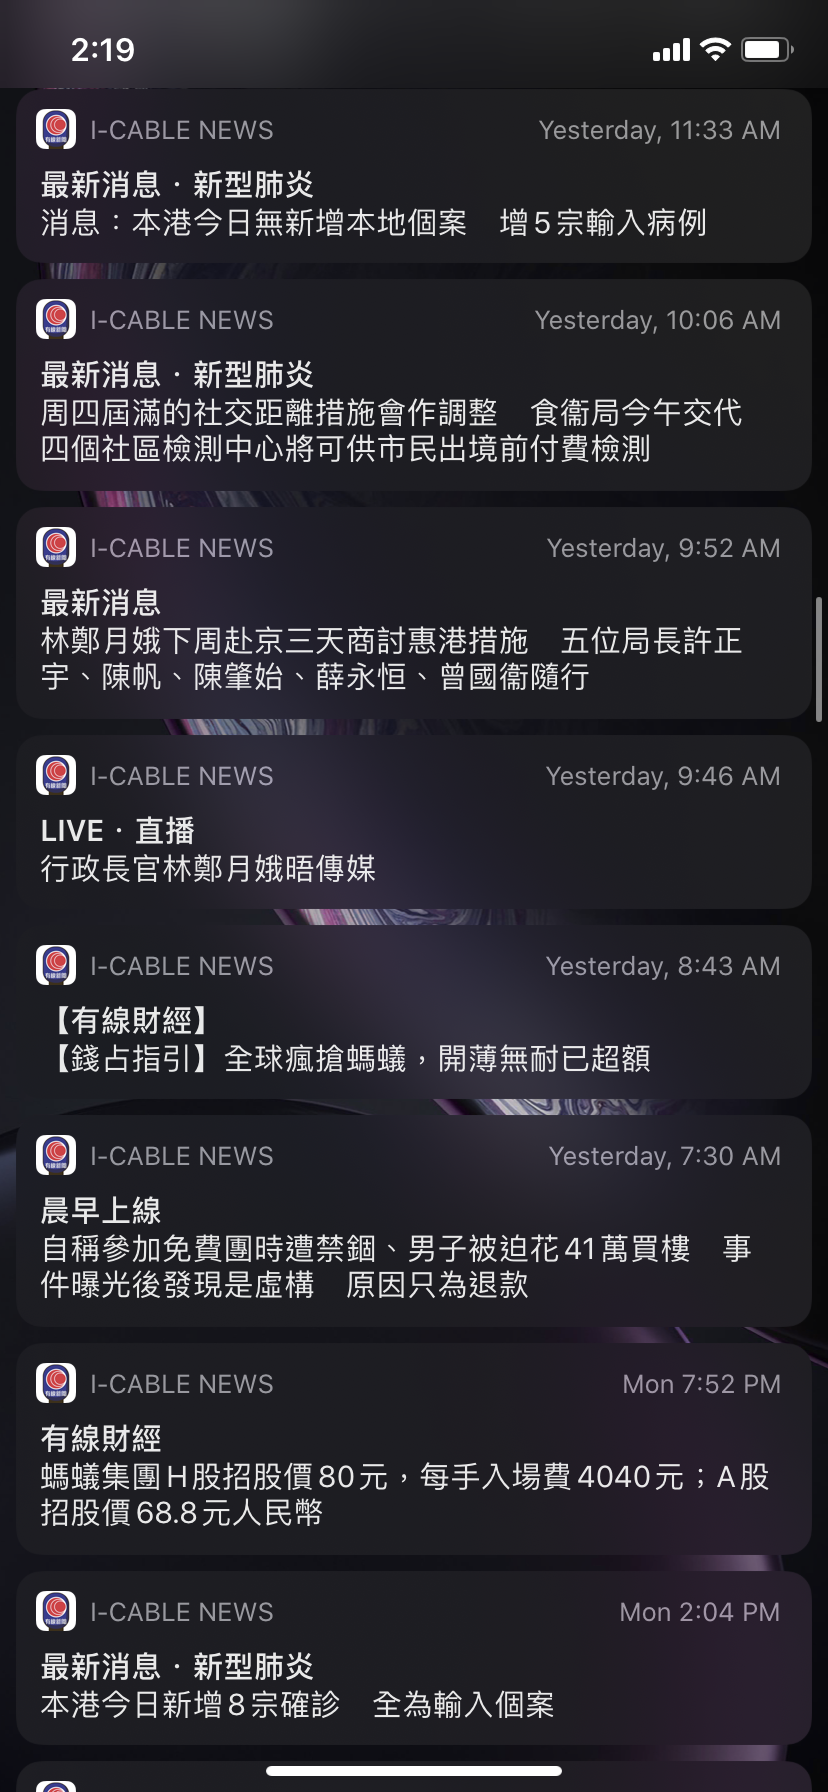 2:19
I-CABLE NEWS Yesterday, 11:33 AM
最新消息·新型肺炎
消息：本港今日無新增本地個案　增5宗輸入病例
I-CABLE NEWS Yesterday, 10:06 AM
最新消息·新型肺炎
周四屆滿的社交距離措施會作調整　食衞局今午交代
四個社區檢測中心將可供市民出境前付費檢測
I-CABLE NEWS Yesterday, 9:52 AM
最新消息
林鄭月娥下周赴京三天商討惠港措施　五位局長許正
宇、陳帆、陳肇始、薛永恒、曾國衞隨行
I-CABLE NEWS Yesterday, 9:46 AM
LIVE·直播
行政長官林鄭月娥晤傳媒
I-CABLE NEWS Yesterday, 8:43 AM
【有線財經】
【錢占指引】全球瘋搶螞蟻，開薄無耐已超額
I-CABLE NEWS Yesterday, 7:30 AM
晨早上線
自稱參加免費團時遭禁錮、男子被迫花41萬買樓　事
件曝光後發現是虛構　原因只為退款
I-CABLE NEWS Mon 7:52 PM
有線財經
螞蟻集團H股招股價80元，每手入場費4040元；A股
招股價68.8元人民幣
I-CABLE NEWS Mon 2:04 PM
最新消息·新型肺炎
本港今日新增8宗確診　全為輸入個案